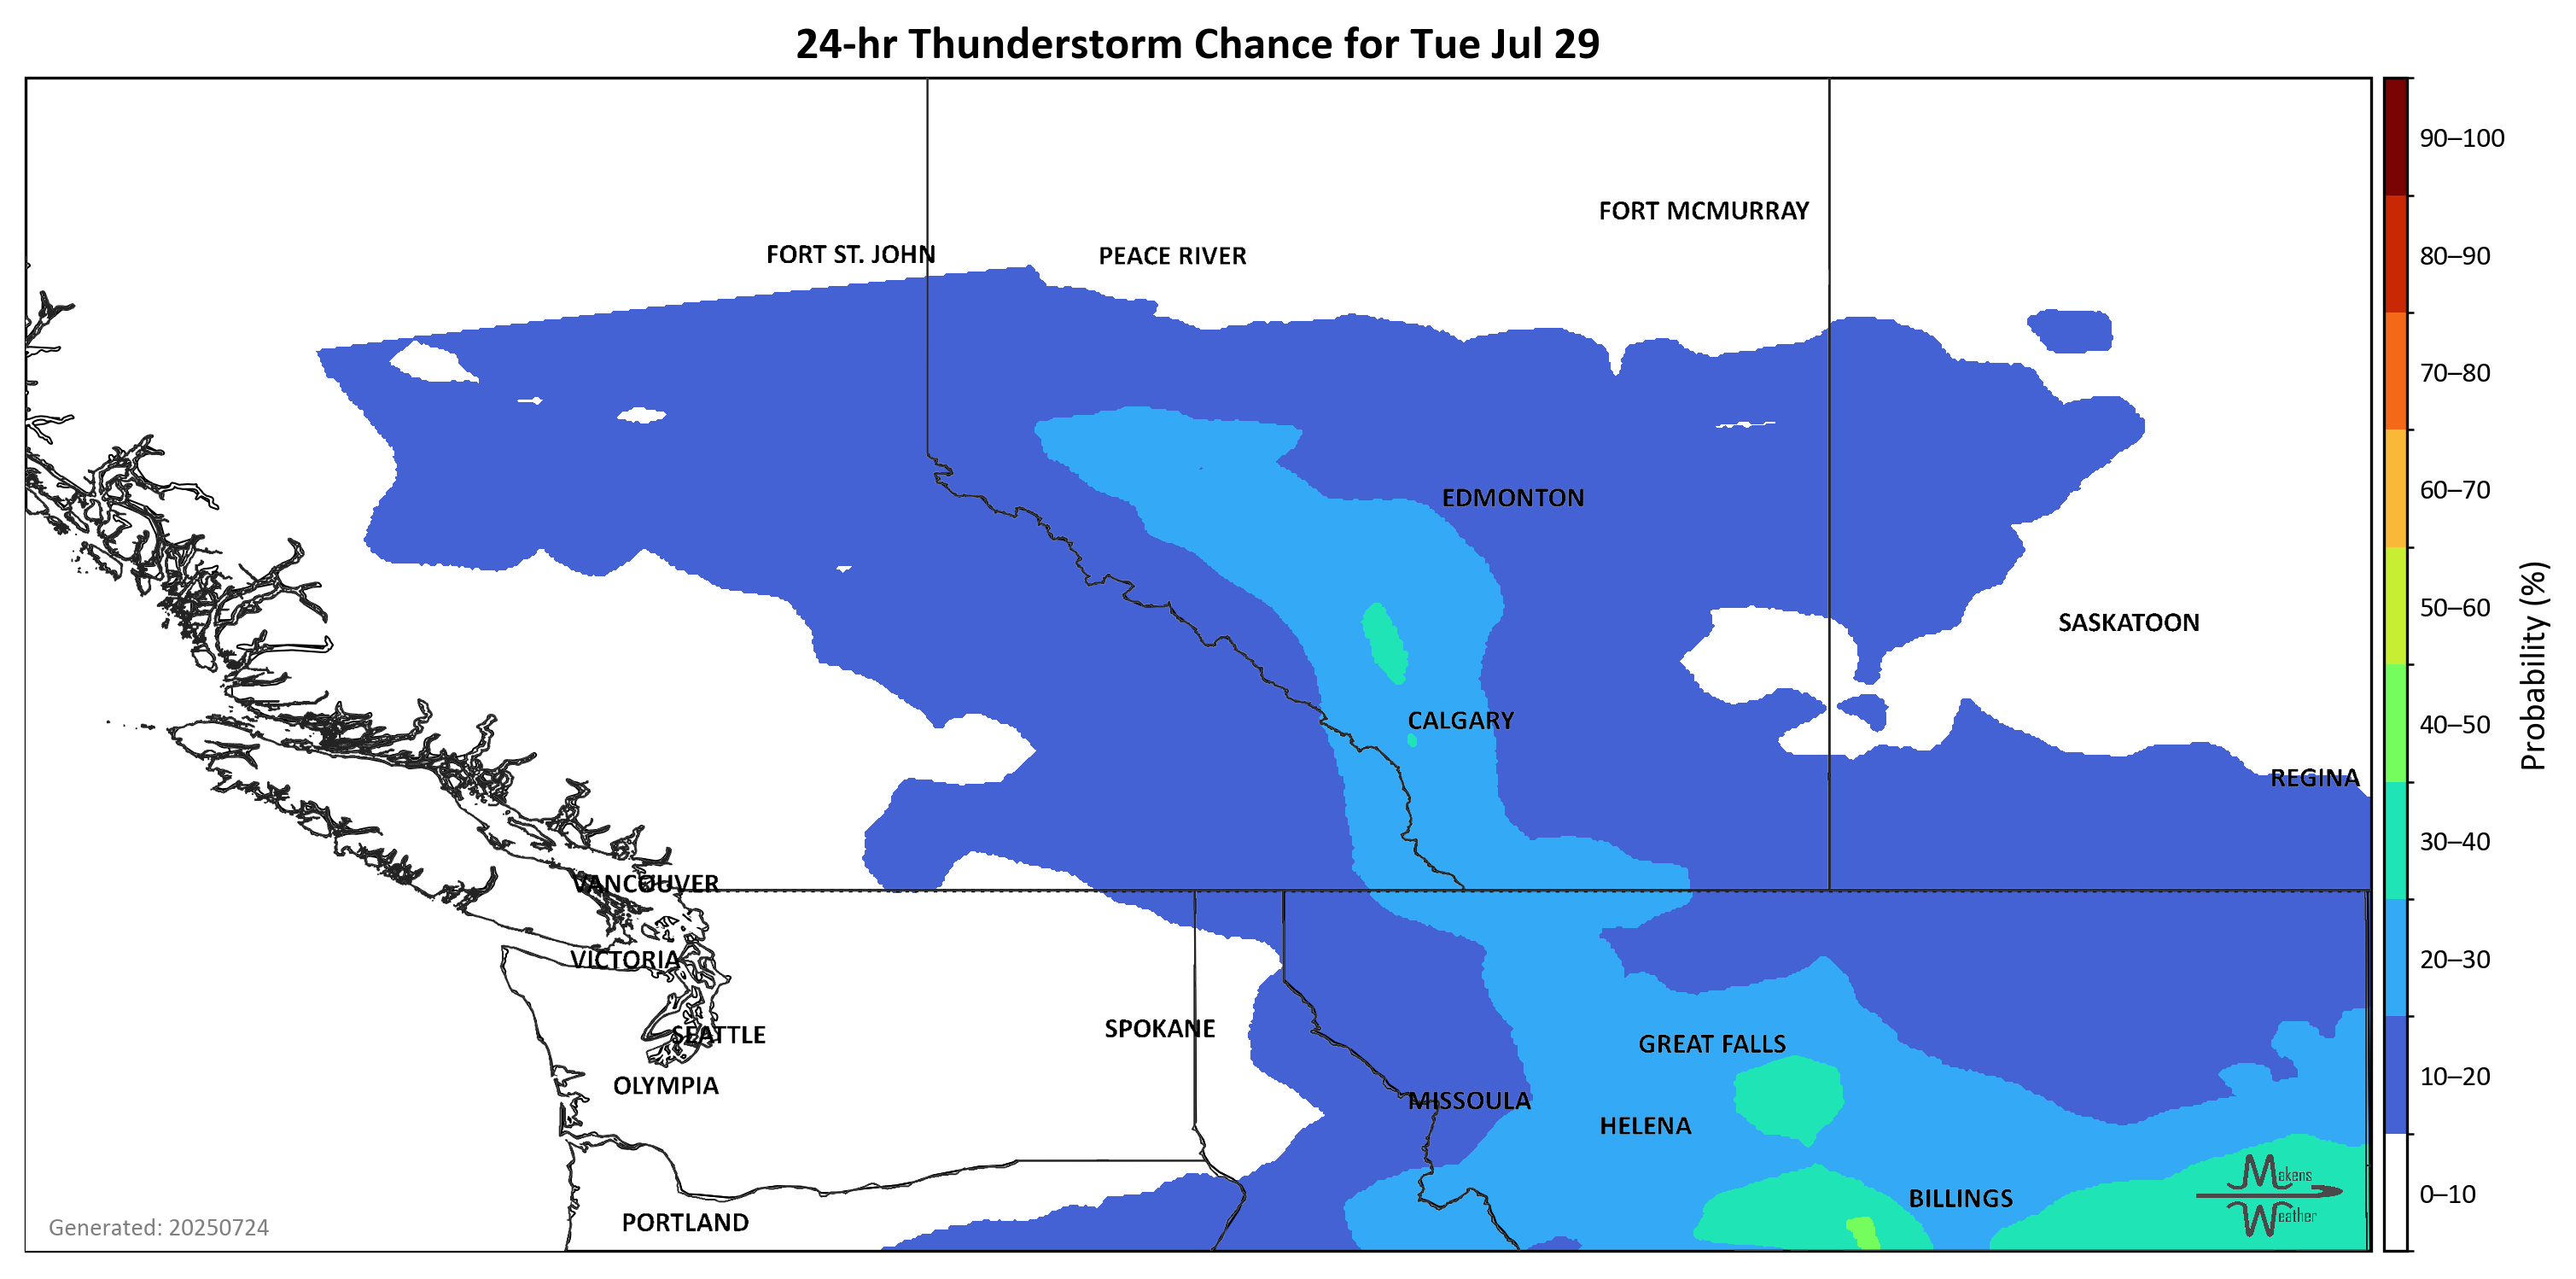 24-hr Thunderstorm Chance for Tue Jul 29
90–100
FORT MCMURRAY
FORT ST. JOHN
PEACE RIVER
80–90
70–80
60–70
EDMONTON
50–60
SASKATOON
Probability (%)
CALGARY
40–50
REGINA
30–40
VANCOUVER
VICTORIA
20–30
SPOKANE
SEATTLE
GREAT FALLS
10–20
OLYMPIA
MISSOULA
HELENA
Makens
Weather
0–10
BILLINGS
PORTLAND
Generated: 20250724